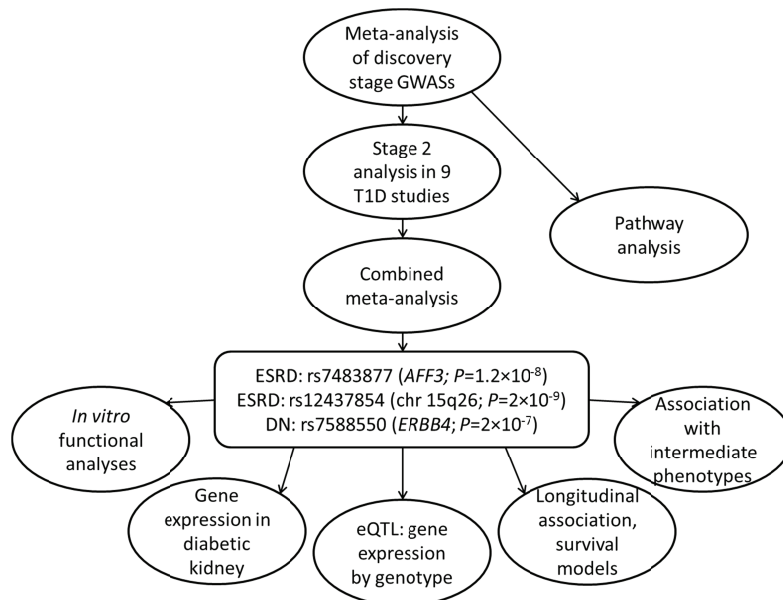 Meta-analysis
of discovery
stage GWASs
Stage 2
analysis in 9
T1D studies
Pathway
analysis
Combined
meta-analysis
ESRD: rs7483877 (AFF3; P=1.2×10⁻⁸)
ESRD: rs12437854 (chr 15q26; P=2×10⁻⁹)
DN: rs7588550 (ERBB4; P=2×10⁻⁷)
In vitro
functional
analyses
Gene
expression in
diabetic
kidney
eQTL: gene
expression
by genotype
Longitudinal
association,
survival
models
Association
with
intermediate
phenotypes